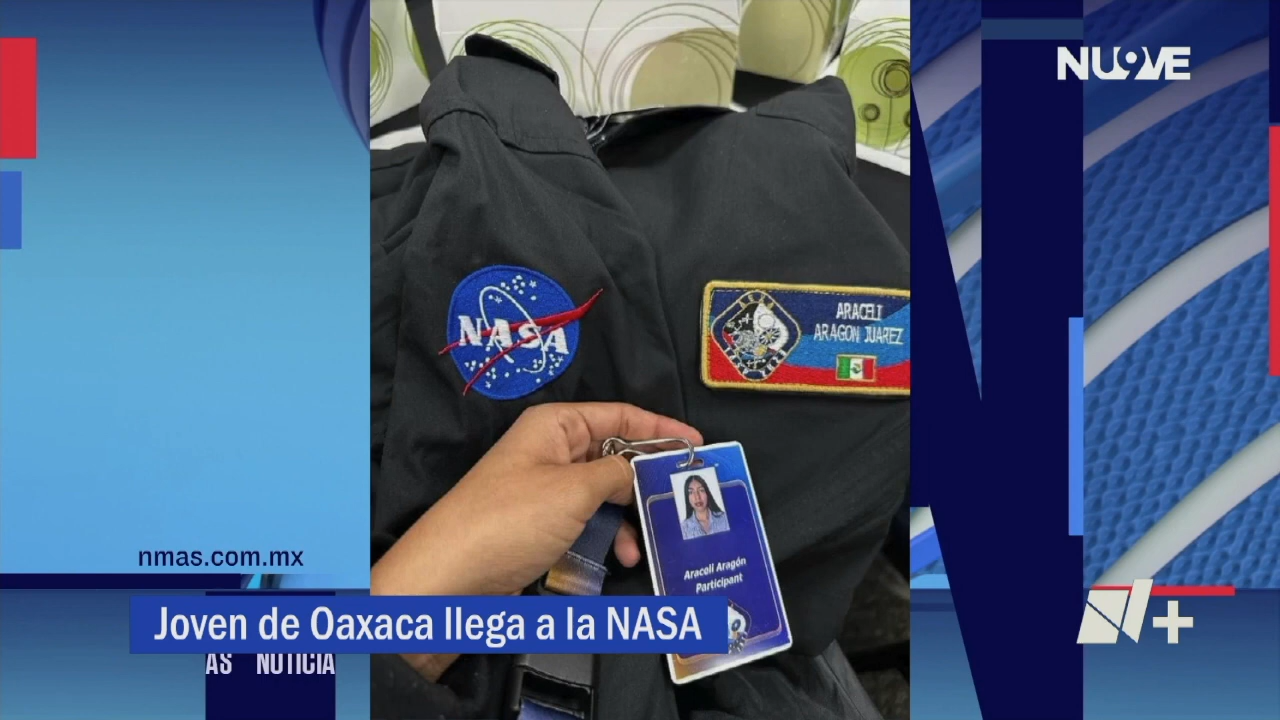 NU9VE
NASA
ARACELI
ARAGON JUAREZ
Araceli Aragón
Participant
nmas.com.mx
Joven de Oaxaca llega a la NASA
AS NOTICIA
N+